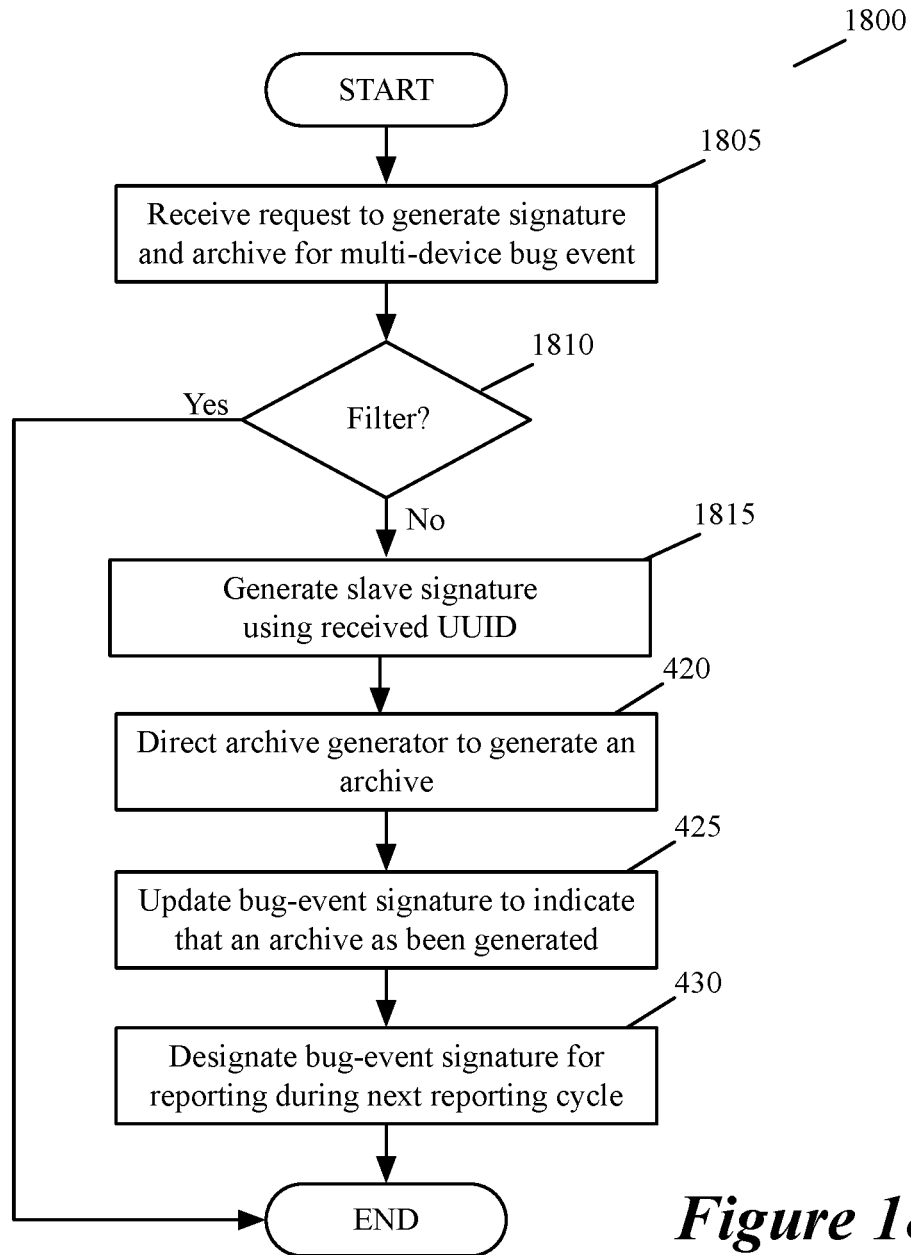 1800
START
1805
Receive request to generate signature
and archive for multi-device bug event
1810
Filter?
Yes
No
1815
Generate slave signature
using received UUID
420
Direct archive generator to generate an
archive
425
Update bug-event signature to indicate
that an archive as been generated
430
Designate bug-event signature for
reporting during next reporting cycle
END
Figure